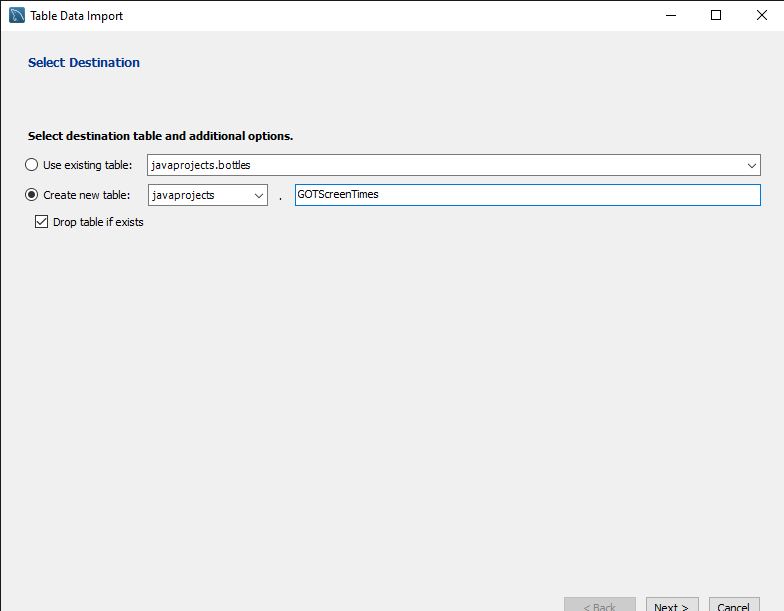 Table Data Import
Select Destination
Select destination table and additional options.
Use existing table: javaprojects.bottles
Create new table: javaprojects . GOTScreenTimes
Drop table if exists
< Back Next > Cancel